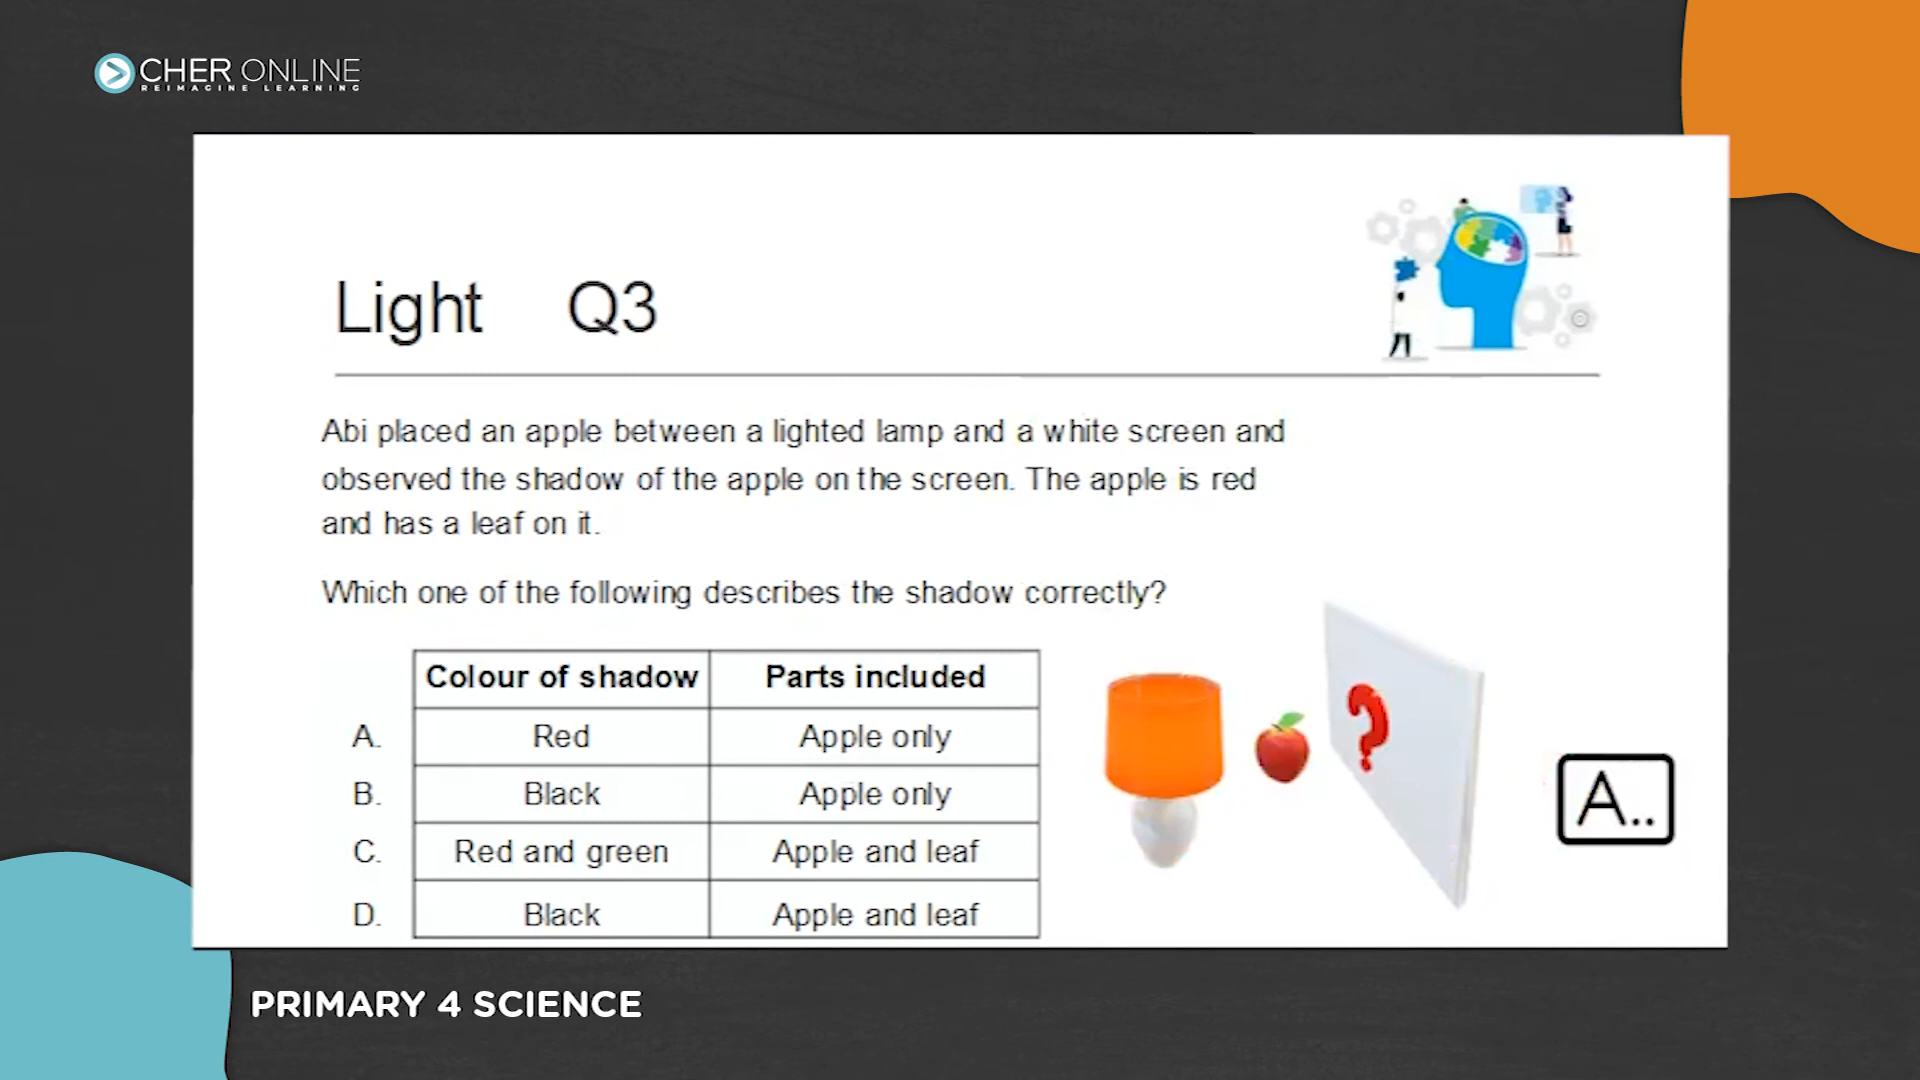 CHER ONLINE
REIMAGINE LEARNING
Light Q3
Abi placed an apple between a lighted lamp and a white screen and
observed the shadow of the apple on the screen. The apple is red
and has a leaf on it.
Which one of the following describes the shadow correctly?
Colour of shadow Parts included
A. Red Apple only
B. Black Apple only
C. Red and green Apple and leaf
D. Black Apple and leaf
?
A..
PRIMARY 4 SCIENCE